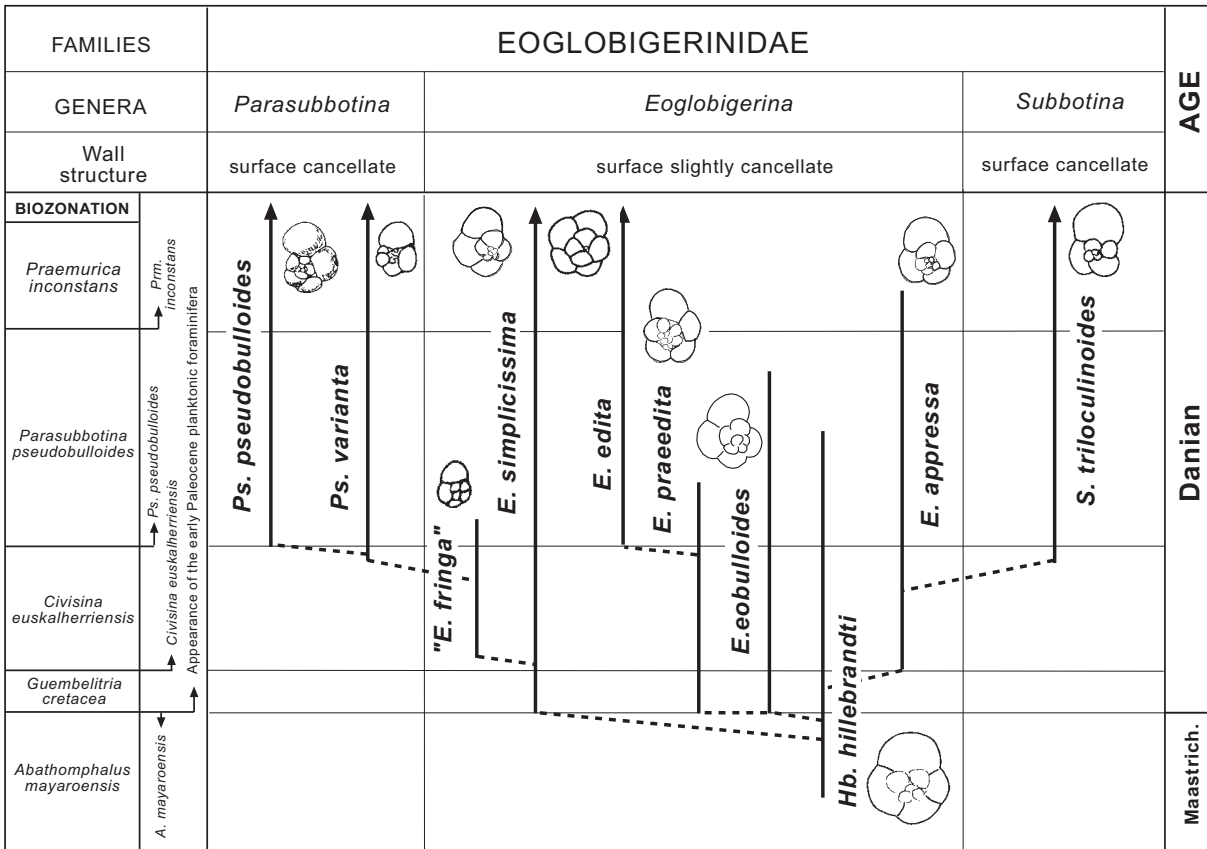 FAMILIES
EOGLOBIGERINIDAE
AGE
GENERA
Parasubbotina
Eoglobigerina
Subbotina
Wall
structure
surface cancellate
surface slightly cancellate
surface cancellate
BIOZONATION
Praemurica
inconstans
Prm.
inconstans
Parasubbotina
pseudobulloides
Ps. pseudobulloides
Civisina
euskalherriensis
Civisina euskalherriensis
Appearance of the early Paleocene planktonic foraminifera
Guembelitria
cretacea
Abathomphalus
mayaroensis
A. mayaroensis
Ps. pseudobulloides
Ps. varianta
"E. fringa"
E. simplicissima
E. edita
E. praeedita
E.eobulloides
Hb. hillebrandti
E. appressa
S. triloculinoides
Danian
Maastrich.